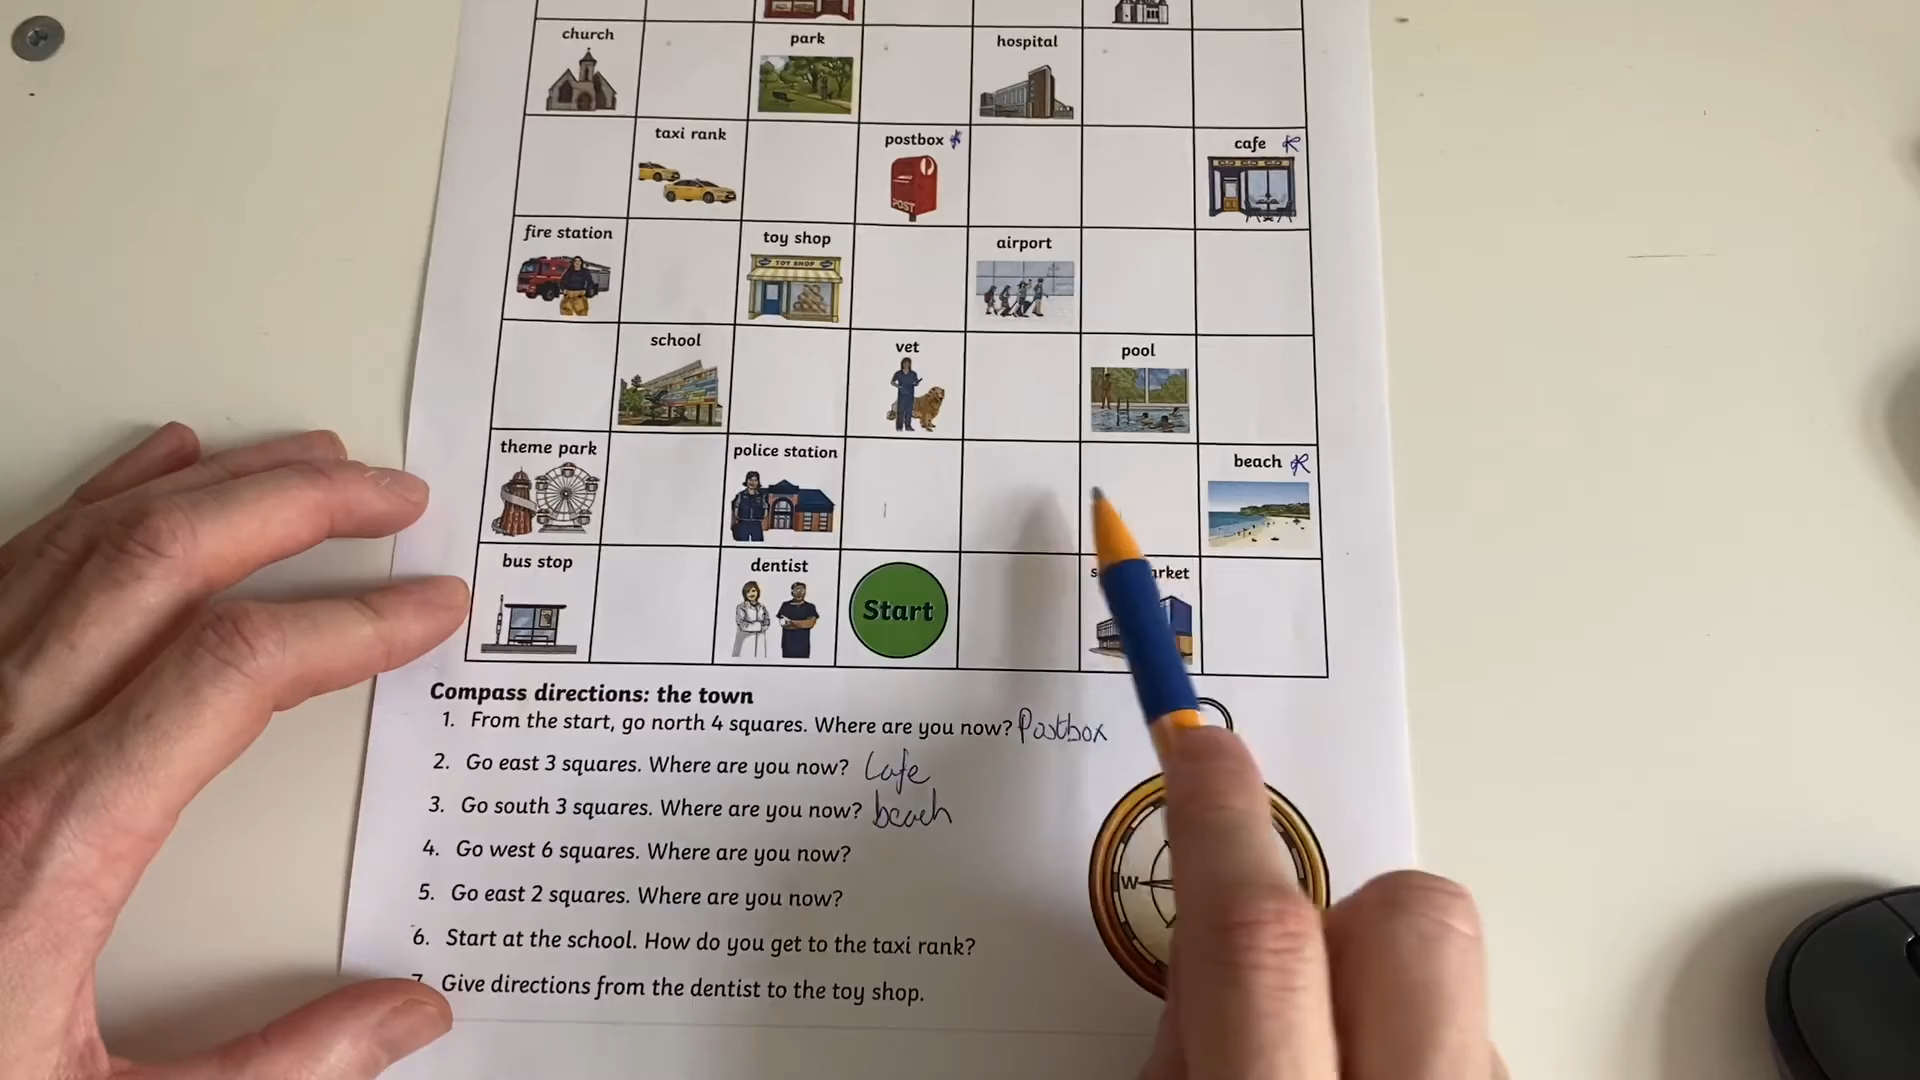 church park hospital
taxi rank postbox cafe
POST
fire station toy shop airport
TOY SHOP
school vet pool
theme park police station beach
bus stop dentist
Start
Compass directions: the town
1. From the start, go north 4 squares. Where are you now? Postbox
2. Go east 3 squares. Where are you now? Cafe
3. Go south 3 squares. Where are you now? beach
4. Go west 6 squares. Where are you now?
W
5. Go east 2 squares. Where are you now?
6. Start at the school. How do you get to the taxi rank?
7. Give directions from the dentist to the toy shop.